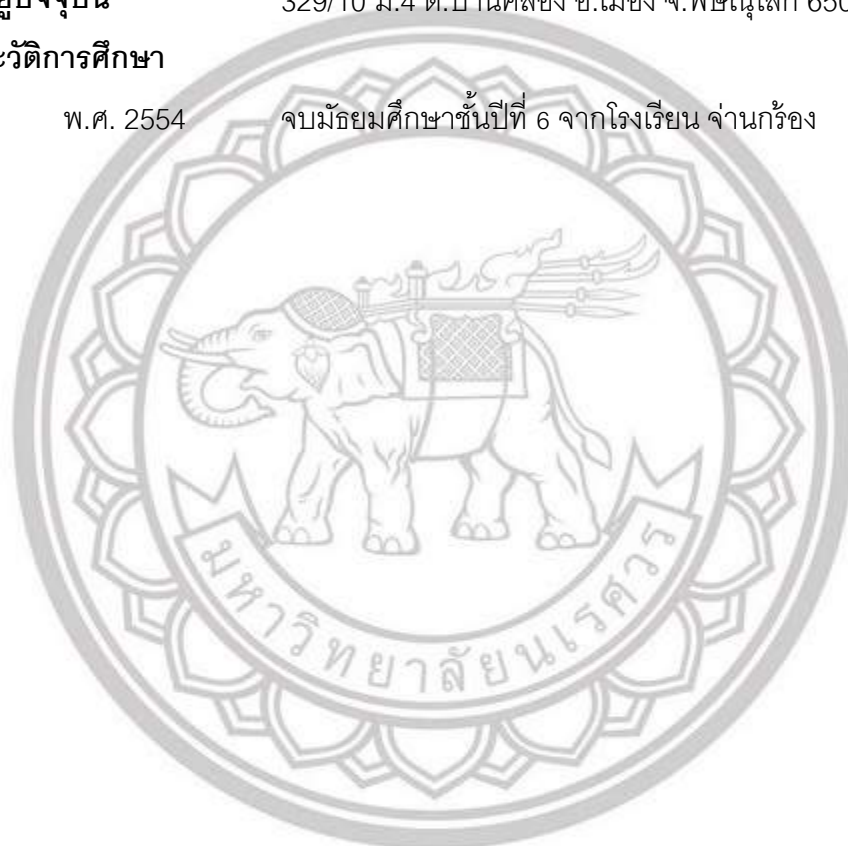 329/10 ม.4 ต.บ้านคลอง อ.เมือง จ.พิษณุโลก
วัติการศึกษา
พ.ศ. 2554 จบมัธยมศึกษาชั้นปีที่ 6 จากโรงเรียน จ่านกร้อง
มหาวิทยาลัยนเรศวร